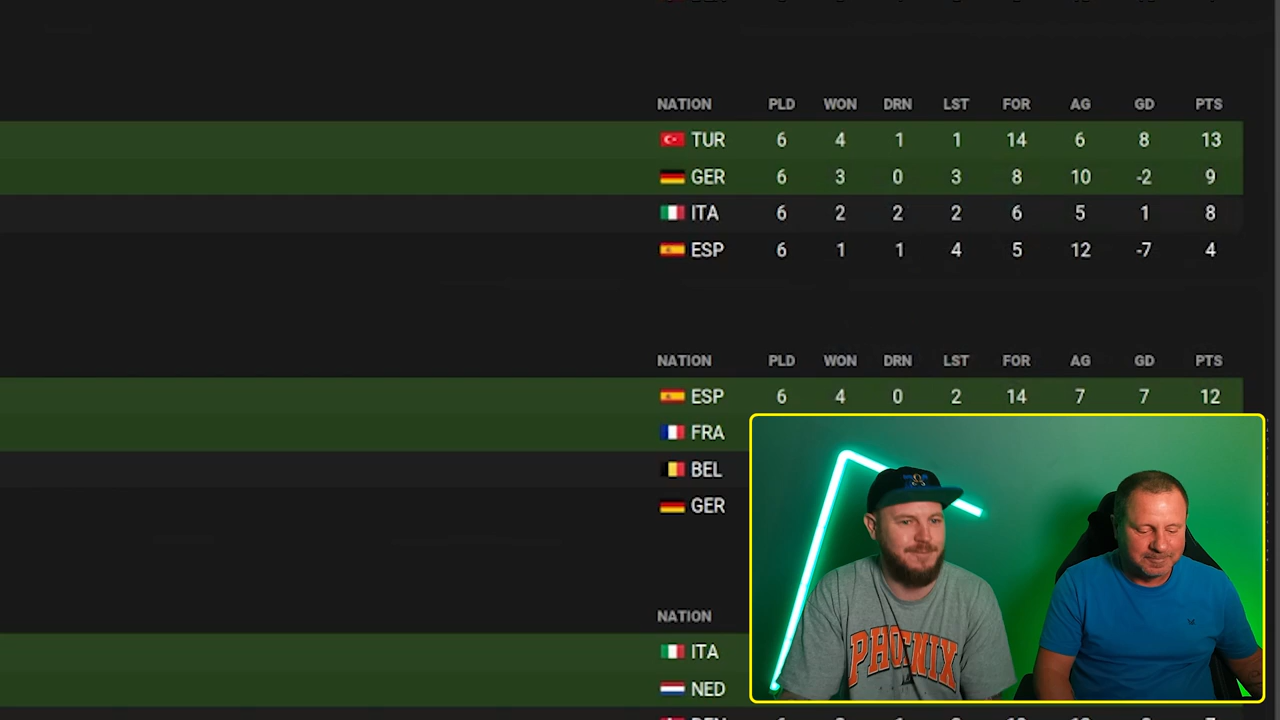 NATION PLD WON DRN LST FOR AG GD PTS
TUR 6 4 1 1 14 6 8 13
GER 6 3 0 3 8 10 -2 9
ITA 6 2 2 2 6 5 1 8
ESP 6 1 1 4 5 12 -7 4
NATION PLD WON DRN LST FOR AG GD PTS
ESP 6 4 0 2 14 7 7 12
FRA
BEL
GER
NATION
ITA
NED
PHOENIX